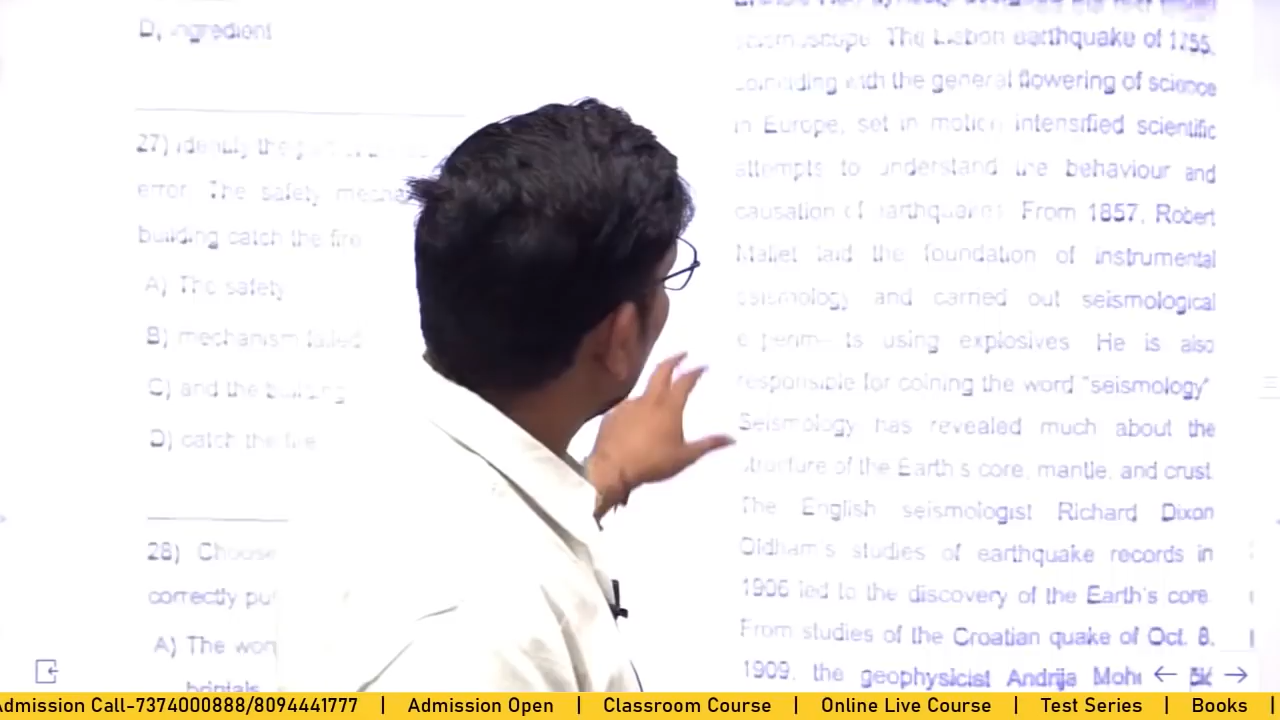 D) ingredient
27) Identify the
error. The safety
building catch the fire
A) The safety
B) mechanism failed
C) and the building
D) catch the fire
28) Choose
correctly
A) The
The Lisbon earthquake of 1755,
coinciding with the general flowering of science
in Europe, set in motion intensified scientific
attempts to understand the behaviour and
causation of earthquakes. From 1857, Robert
Mallet laid the foundation of instrumental
seismology and carried out seismological
experiments using explosives. He is also
responsible for coining the word "seismology"
Seismology has revealed much about the
structure of the Earth's core, mantle, and crust.
The English seismologist Richard Dixon
Oldham's studies of earthquake records in
1906 led to the discovery of the Earth's core.
From studies of the Croatian quake of Oct. 8,
1909, the geophysicist Andrija
Admission Call-7374000888/8094441777 | Admission Open | Classroom Course | Online Live Course | Test Series | Books |